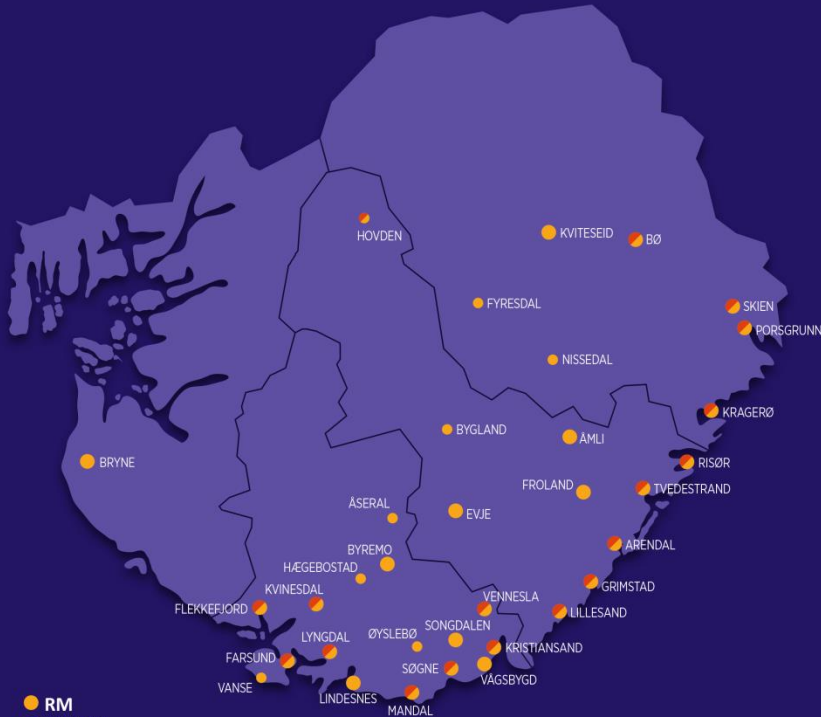 HOVDEN
KVITESEID
BØ
FYRESDAL
SKIEN
PORSGRUNN
NISSEDAL
KRAGERØ
BYGLAND
ÅMLI
BRYNE
RISØR
FROLAND
TVEDESTRAND
ÅSERAL
EVJE
ARENDAL
BYREMO
HÆGEBOSTAD
GRIMSTAD
KVINESDAL
VENNESLA
FLEKKEFJORD
LILLESAND
SONGDALEN
ØYSLEBØ
KRISTIANSAND
LYNGDAL
FARSUND
SØGNE
VÅGSBYGD
VANSE
LINDESNES
MANDAL
RM